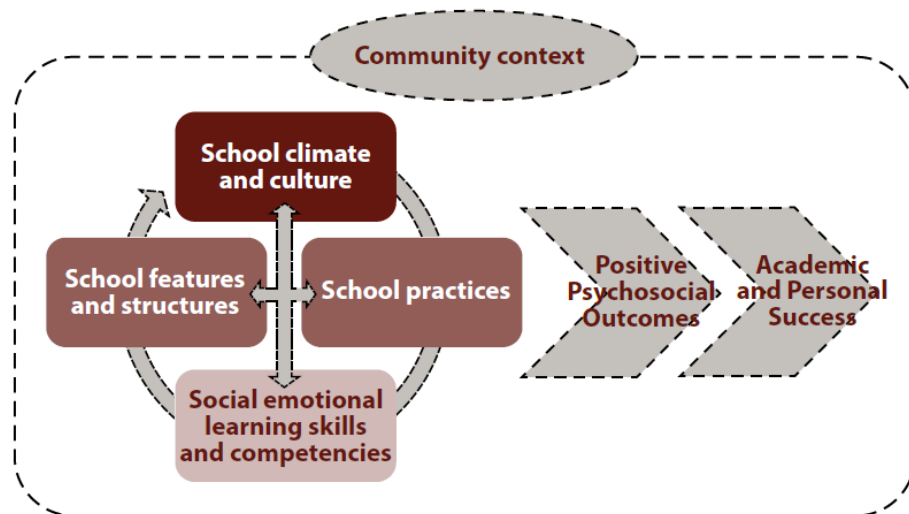 Community context
School climate
and culture
School features
and structures
School practices
Social emotional
learning skills
and competencies
Positive
Psychosocial
Outcomes
Academic
and Personal
Success